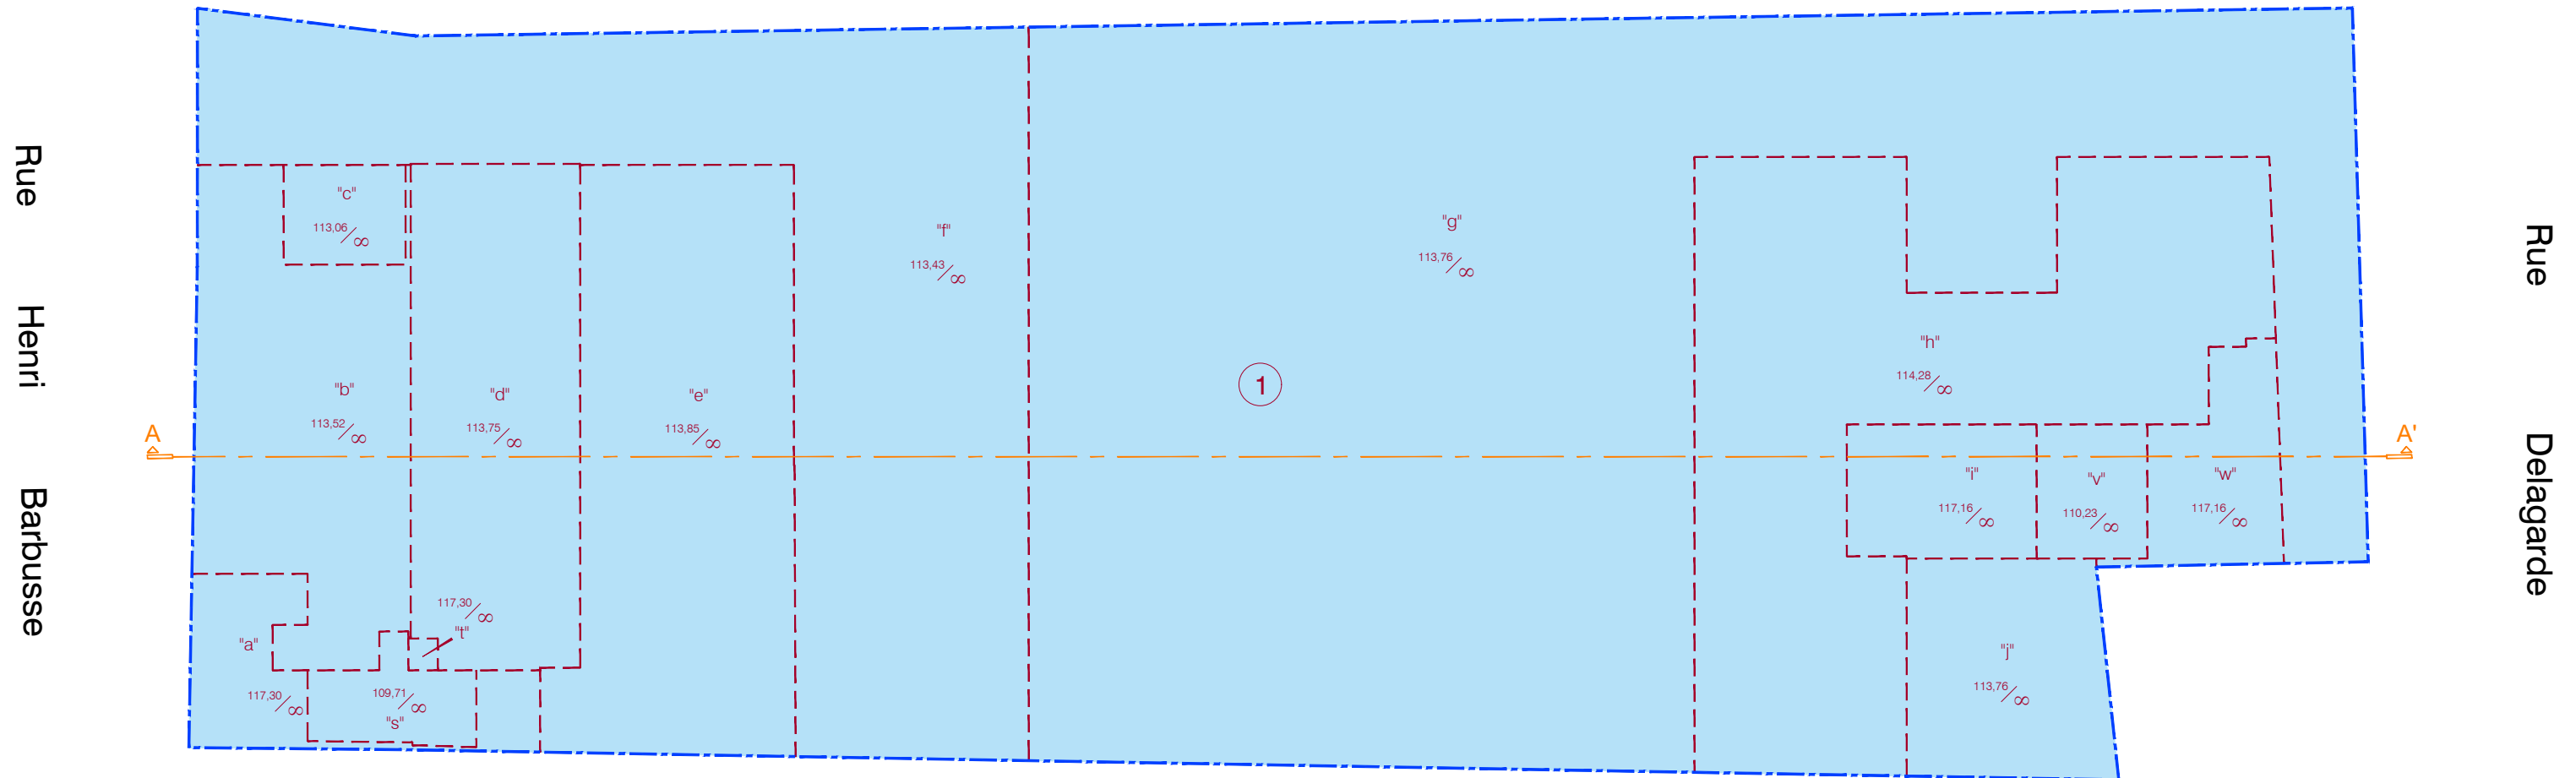 Rue
Henri
Barbusse
"c"
113,06/∞
"b"
113,52/∞
"d"
113,75/∞
"e"
113,85/∞
"f"
113,43/∞
"g"
113,76/∞
1
"h"
114,28/∞
A
A'
"i"
117,16/∞
"v"
110,23/∞
"w"
117,16/∞
117,30/∞
"t"
"a"
117,30/∞
109,71/∞
"s"
"j"
113,76/∞
Rue
Delagarde